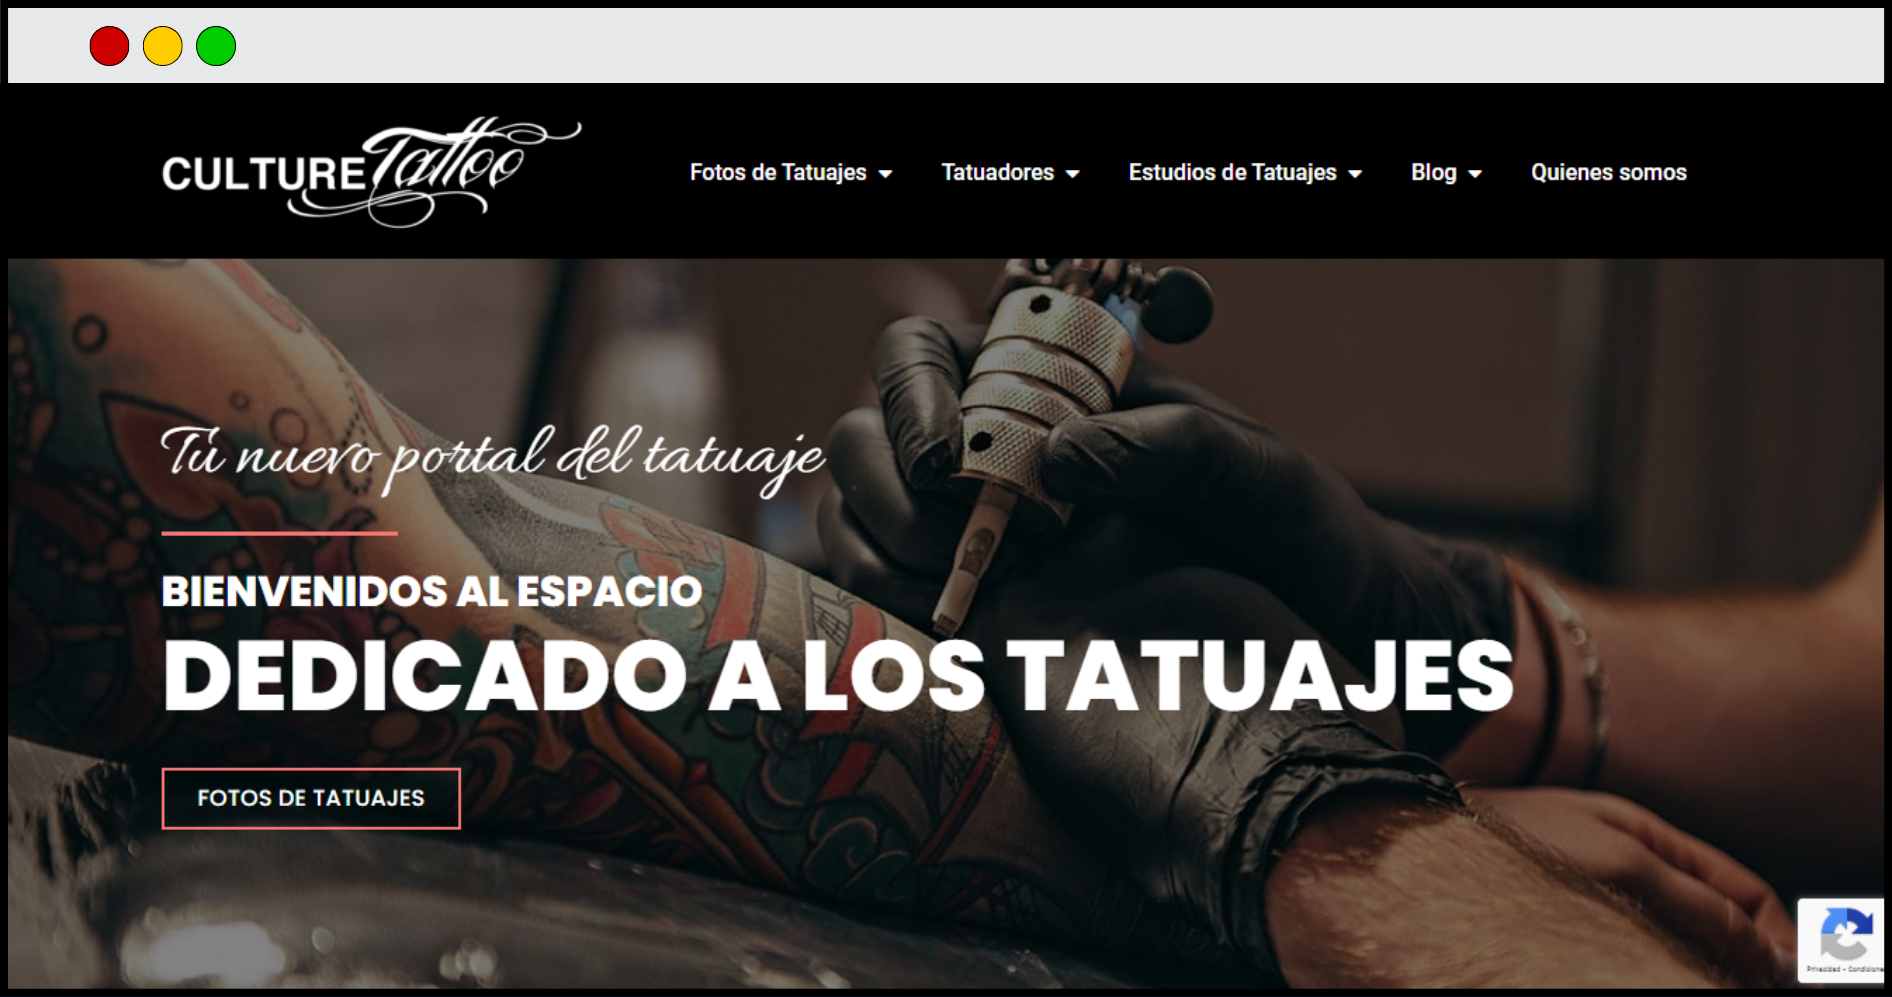 CULTURE Tattoo
Fotos de Tatuajes
Tatuadores
Estudios de Tatuajes
Blog
Quienes somos
Tú nuevo portal del tatuaje
BIENVENIDOS AL ESPACIO
DEDICADO A LOS TATUAJES
FOTOS DE TATUAJES
Privacidad - Condicione